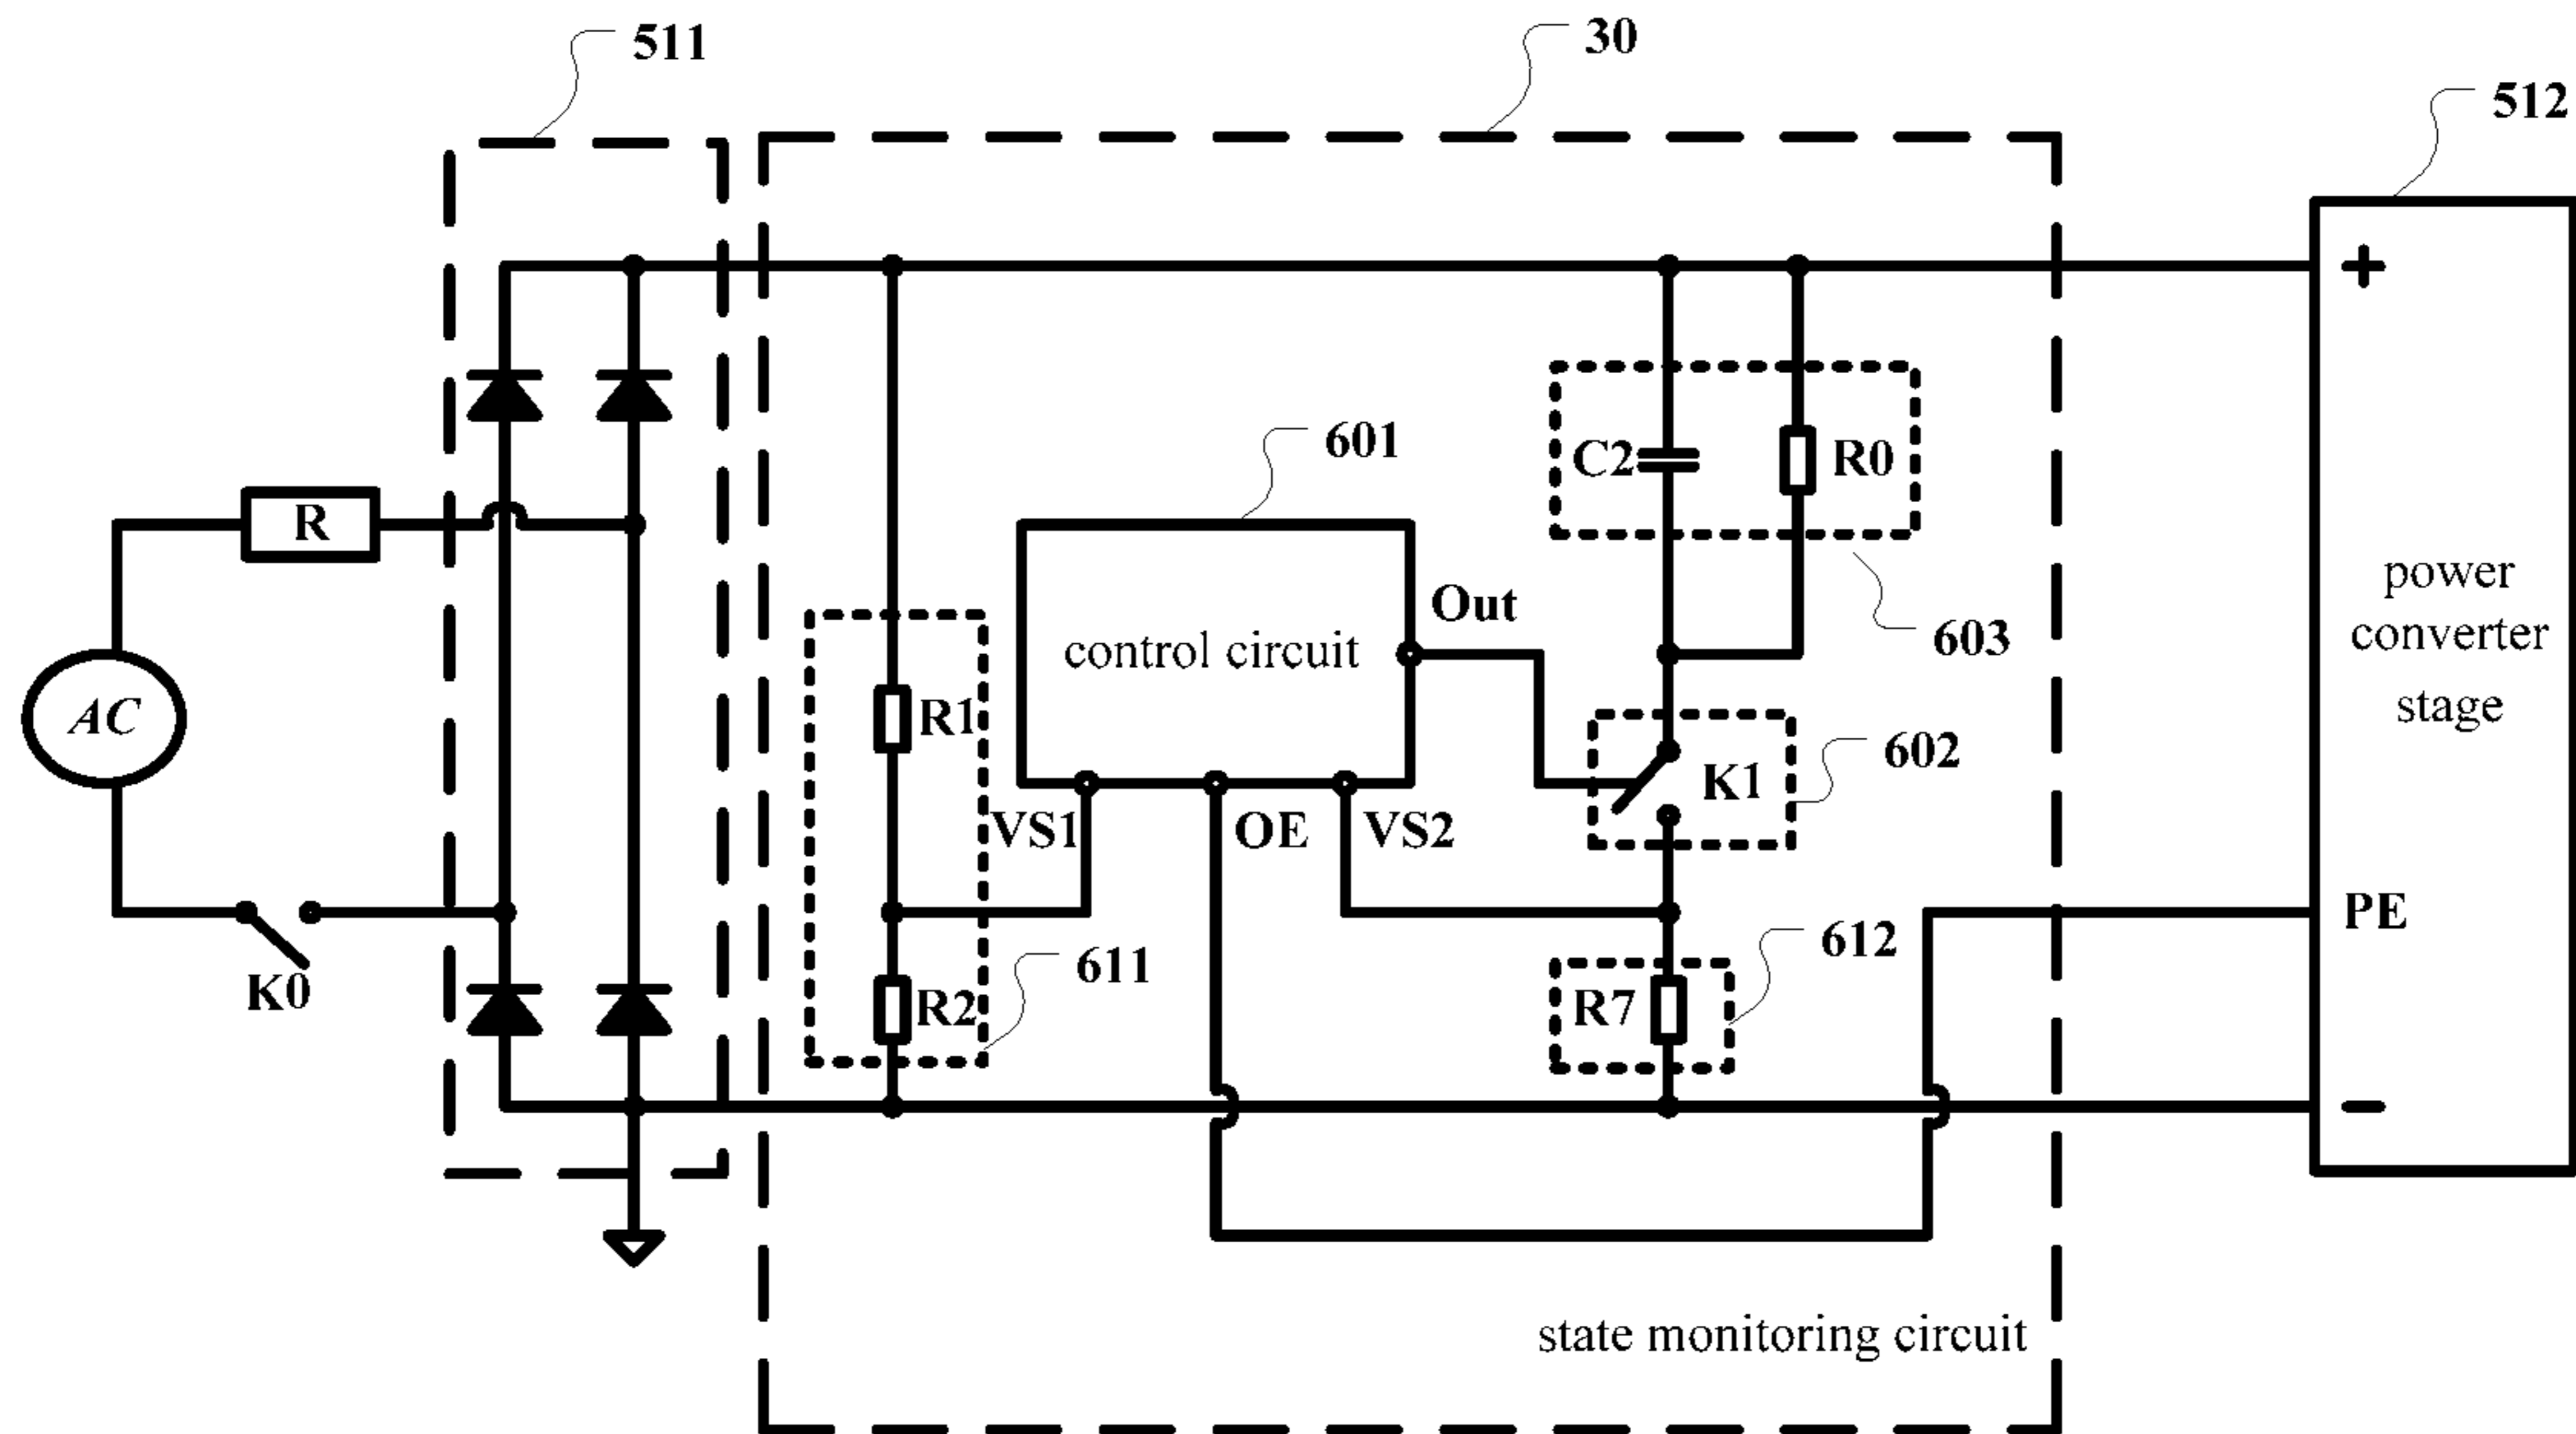 511
30
512
+
601
C2
R0
R
Out
power
control circuit
603
converter
AC
R1
stage
K1
602
VS1
OE
VS2
PE
K0
611
612
R2
R7
−
state monitoring circuit